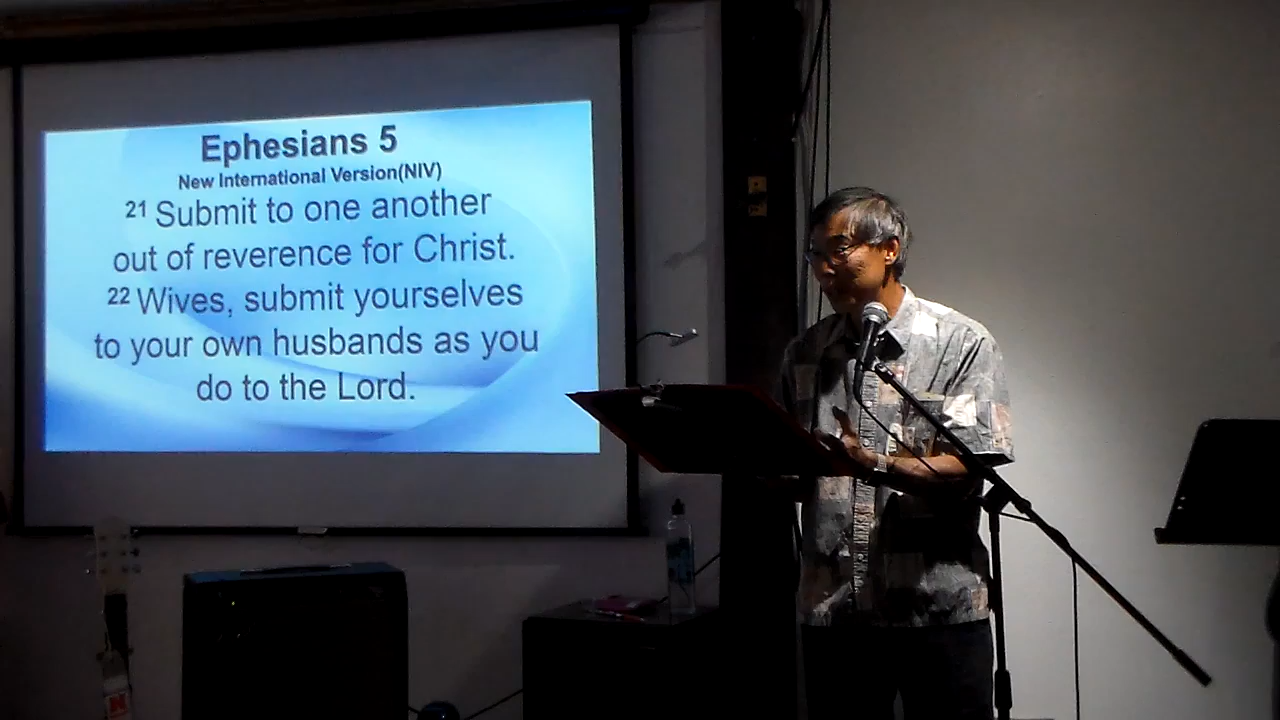 Ephesians 5
New International Version(NIV)
21 Submit to one another
out of reverence for Christ.
22 Wives, submit yourselves
to your own husbands as you
do to the Lord.